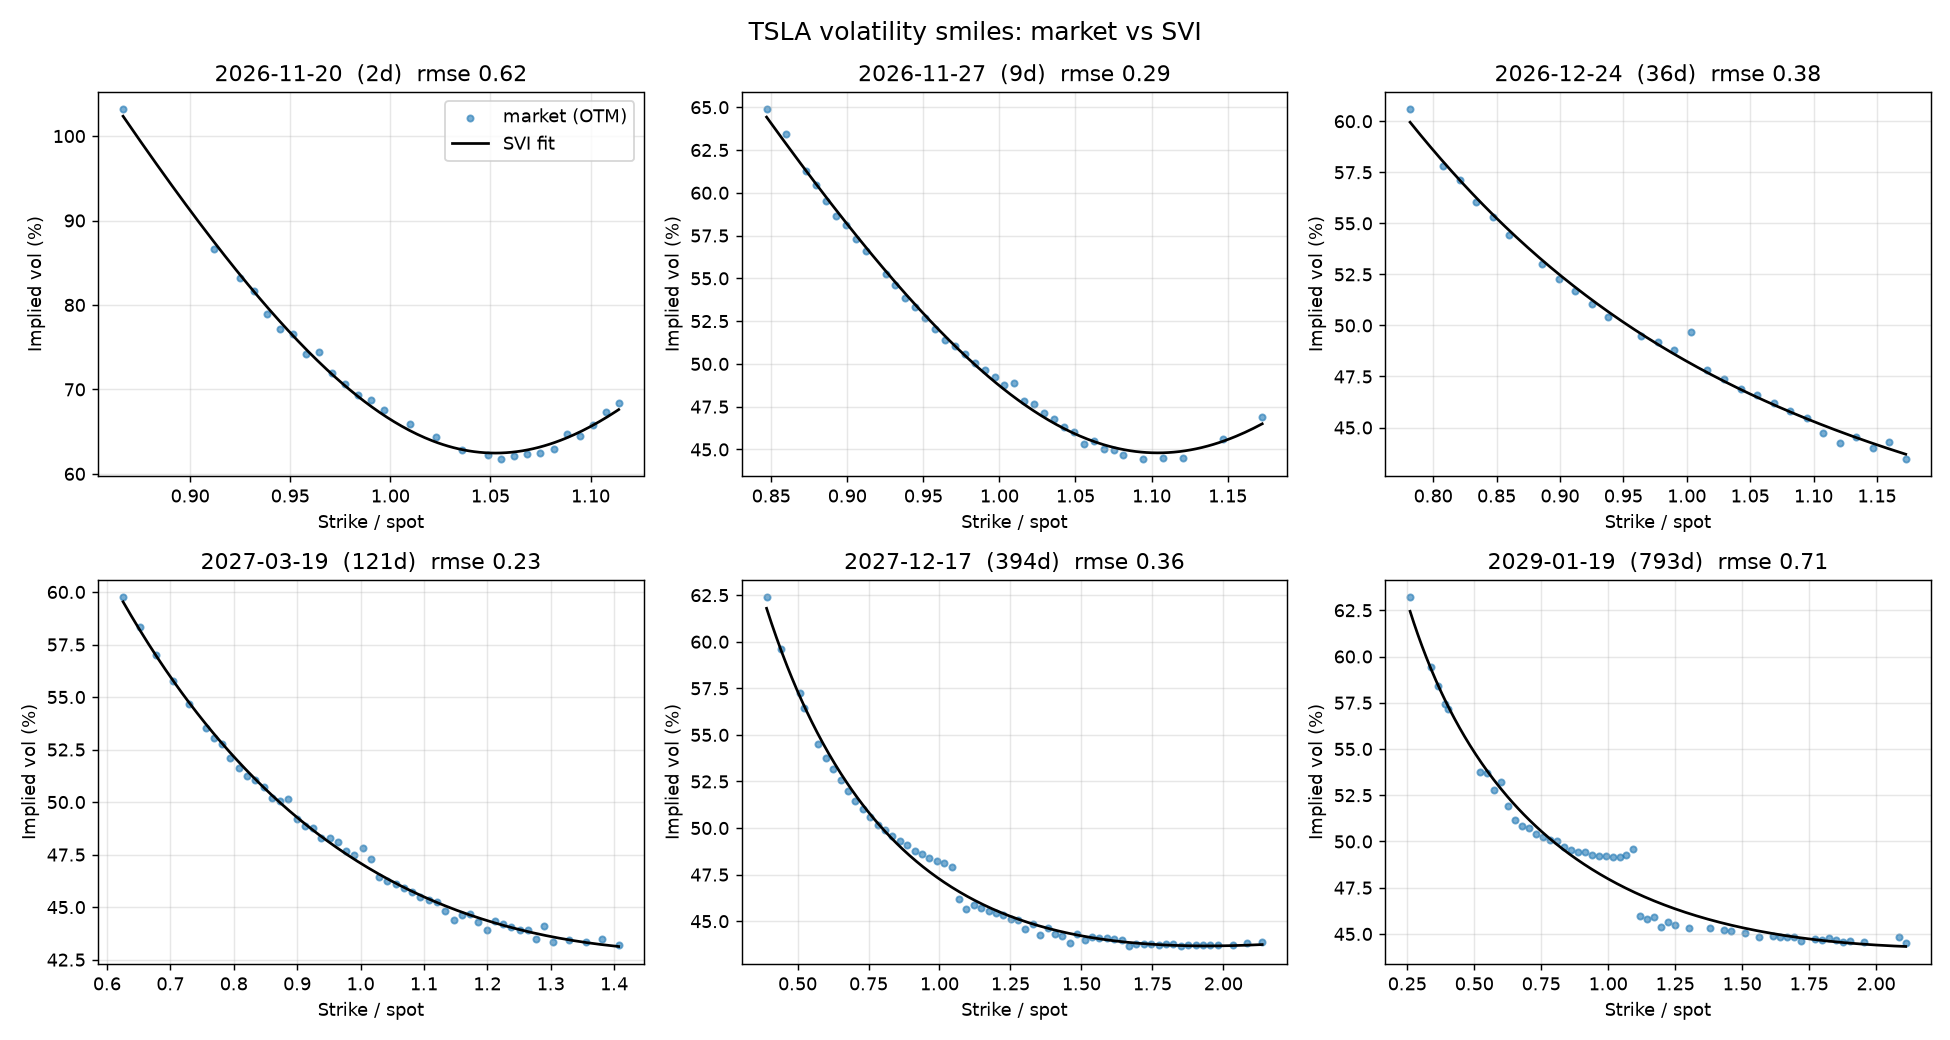 TSLA volatility smiles: market vs SVI
2026-11-20 (2d) rmse 0.62
market (OTM)
SVI fit
Implied vol (%)
100
90
80
70
60
0.90 0.95 1.00 1.05 1.10
Strike / spot
2026-11-27 (9d) rmse 0.29
Implied vol (%)
65.0
62.5
60.0
57.5
55.0
52.5
50.0
47.5
45.0
0.85 0.90 0.95 1.00 1.05 1.10 1.15
Strike / spot
2026-12-24 (36d) rmse 0.38
Implied vol (%)
60.0
57.5
55.0
52.5
50.0
47.5
45.0
0.80 0.85 0.90 0.95 1.00 1.05 1.10 1.15
Strike / spot
2027-03-19 (121d) rmse 0.23
Implied vol (%)
60.0
57.5
55.0
52.5
50.0
47.5
45.0
42.5
0.6 0.7 0.8 0.9 1.0 1.1 1.2 1.3 1.4
Strike / spot
2027-12-17 (394d) rmse 0.36
Implied vol (%)
62.5
60.0
57.5
55.0
52.5
50.0
47.5
45.0
0.50 0.75 1.00 1.25 1.50 1.75 2.00
Strike / spot
2029-01-19 (793d) rmse 0.71
Implied vol (%)
62.5
60.0
57.5
55.0
52.5
50.0
47.5
45.0
0.25 0.50 0.75 1.00 1.25 1.50 1.75 2.00
Strike / spot